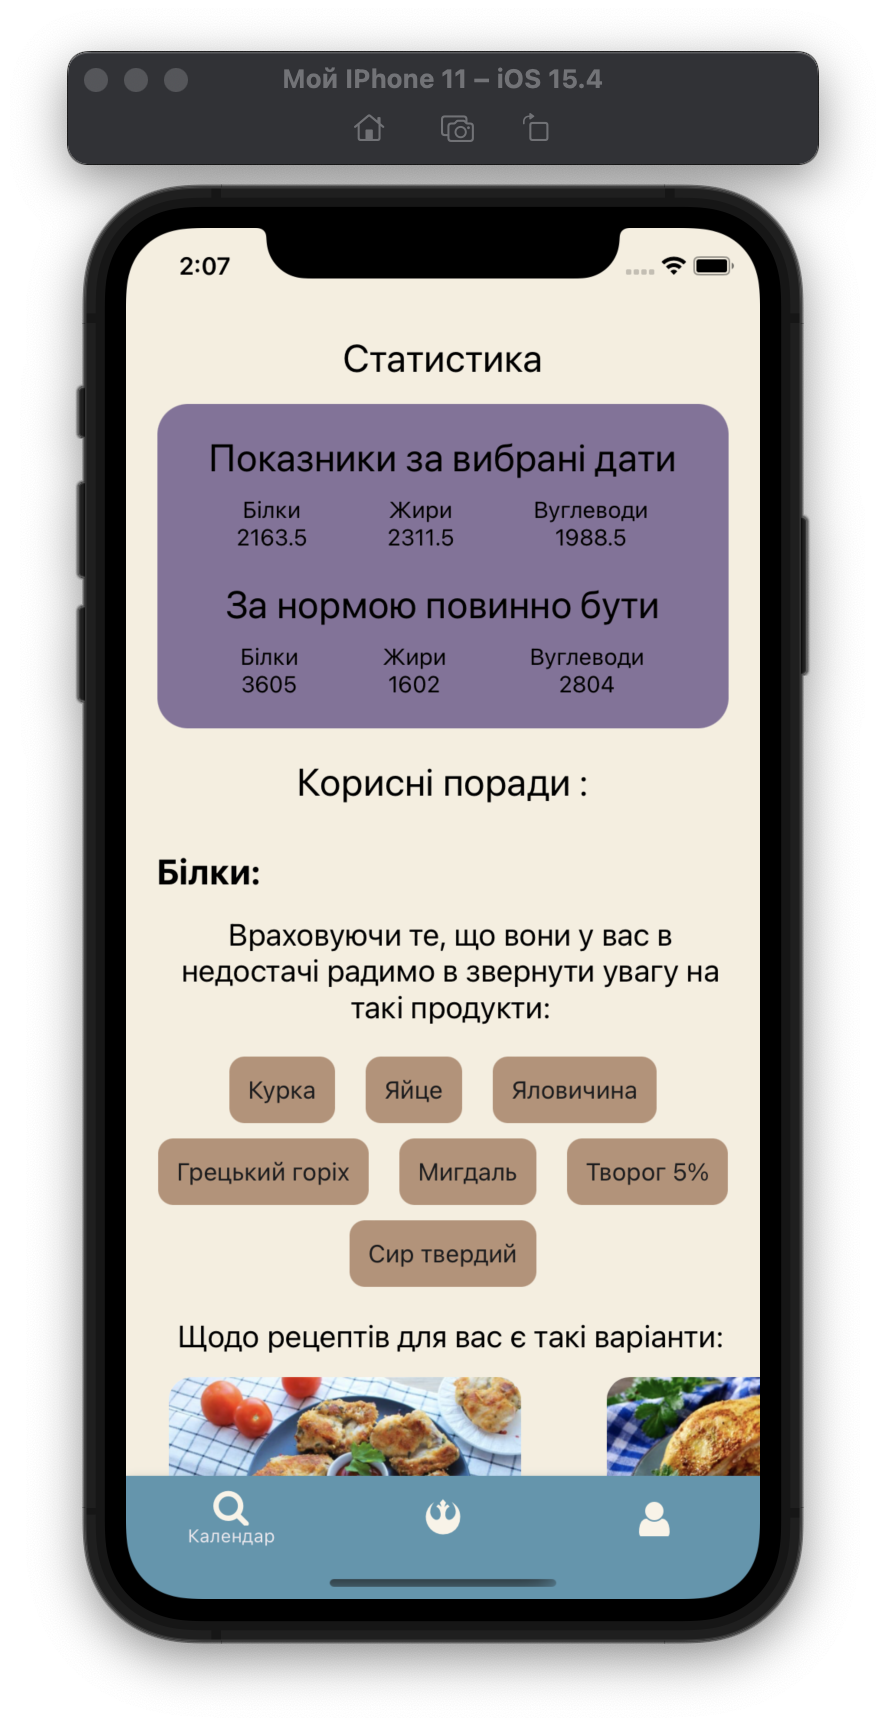 Мой IPhone 11 – iOS 15.4
2:07
Статистика
Показники за вибрані дати
Білки Жири Вуглеводи
2163.5 2311.5 1988.5
За нормою повинно бути
Білки Жири Вуглеводи
3605 1602 2804
Корисні поради :
Білки:
Враховуючи те, що вони у вас в
недостачі радимо в звернути увагу на
такі продукти:
Курка Яйце Яловичина
Грецький горіх Мигдаль Творог 5%
Сир твердий
Щодо рецептів для вас є такі варіанти:
Календар